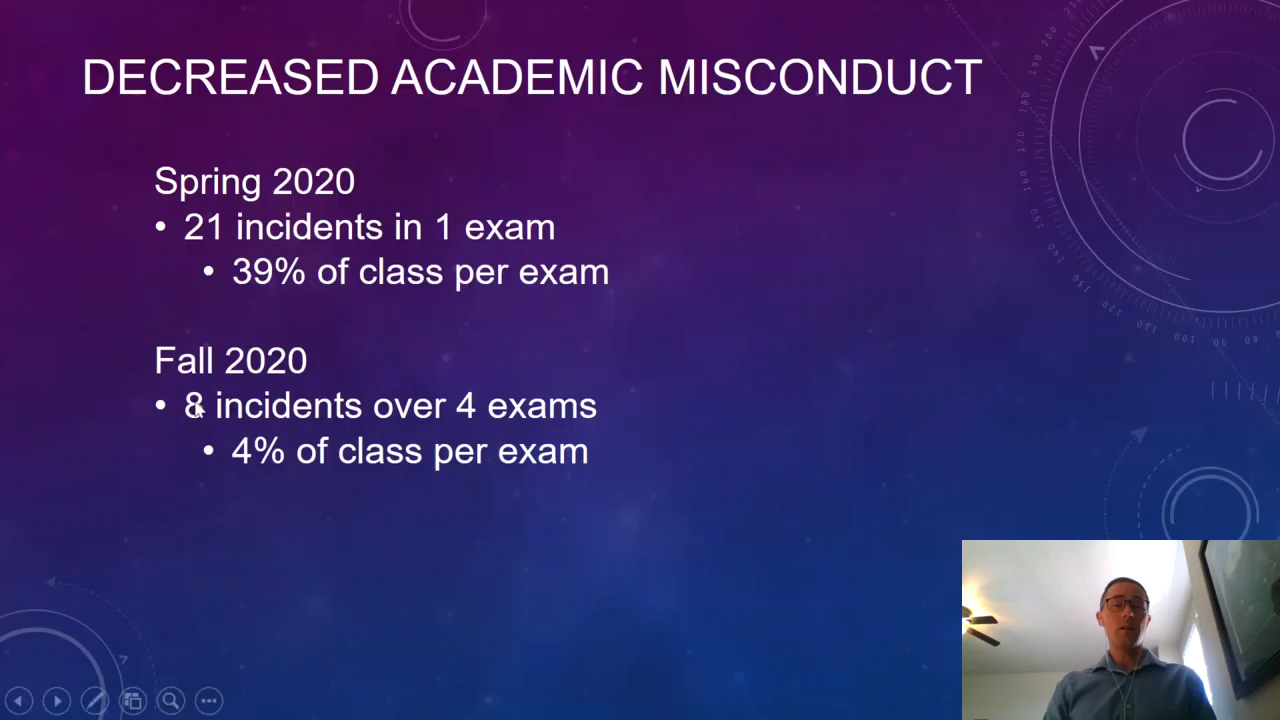 DECREASED ACADEMIC MISCONDUCT
Spring 2020
• 21 incidents in 1 exam
• 39% of class per exam
Fall 2020
• 8 incidents over 4 exams
• 4% of class per exam